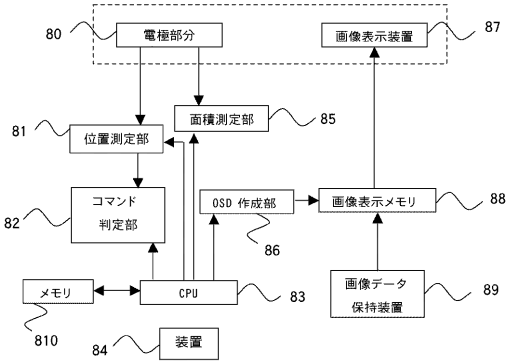 80
電極部分
画像表示装置
87
81
位置測定部
面積測定部
85
82
コマンド
判定部
OSD 作成部
86
画像表示メモリ
88
メモリ
810
CPU
83
画像データ
保持装置
89
84
装置